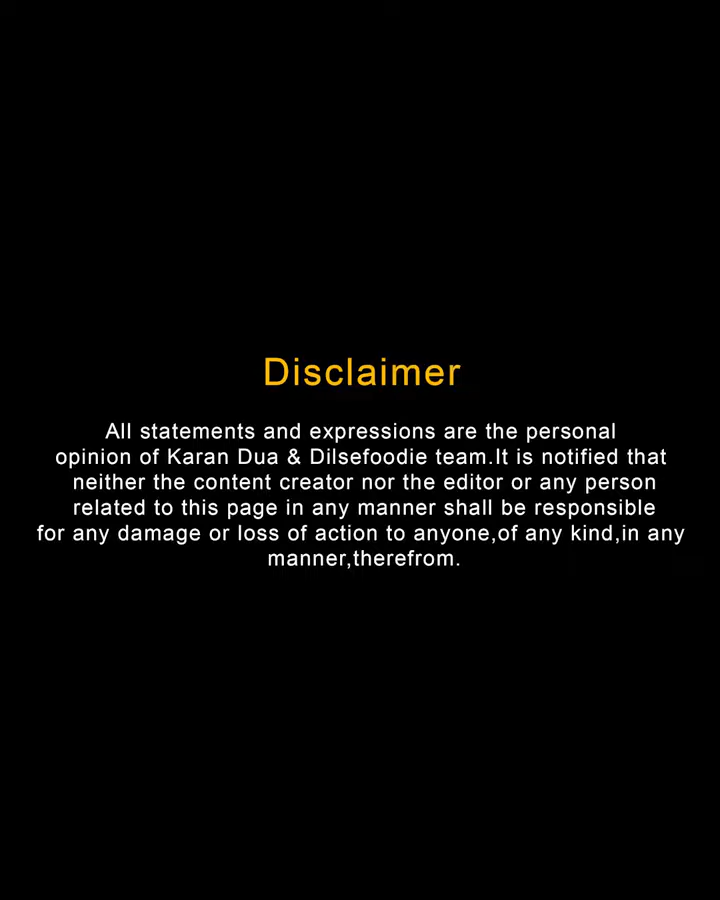 Disclaimer
All statements and expressions are the personal
opinion of Karan Dua & Dilsefoodie team.It is notified that
neither the content creator nor the editor or any person
related to this page in any manner shall be responsible
for any damage or loss of action to anyone,of any kind,in any
manner,therefrom.